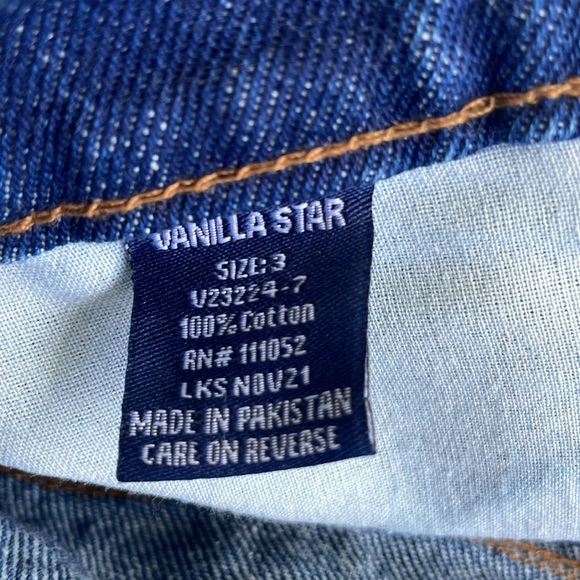 VANILLA STAR
SIZE: 3
V23224-7
100% Cotton
RN# 111052
LKS NOV21
MADE IN PAKISTAN
CARE ON REVERSE